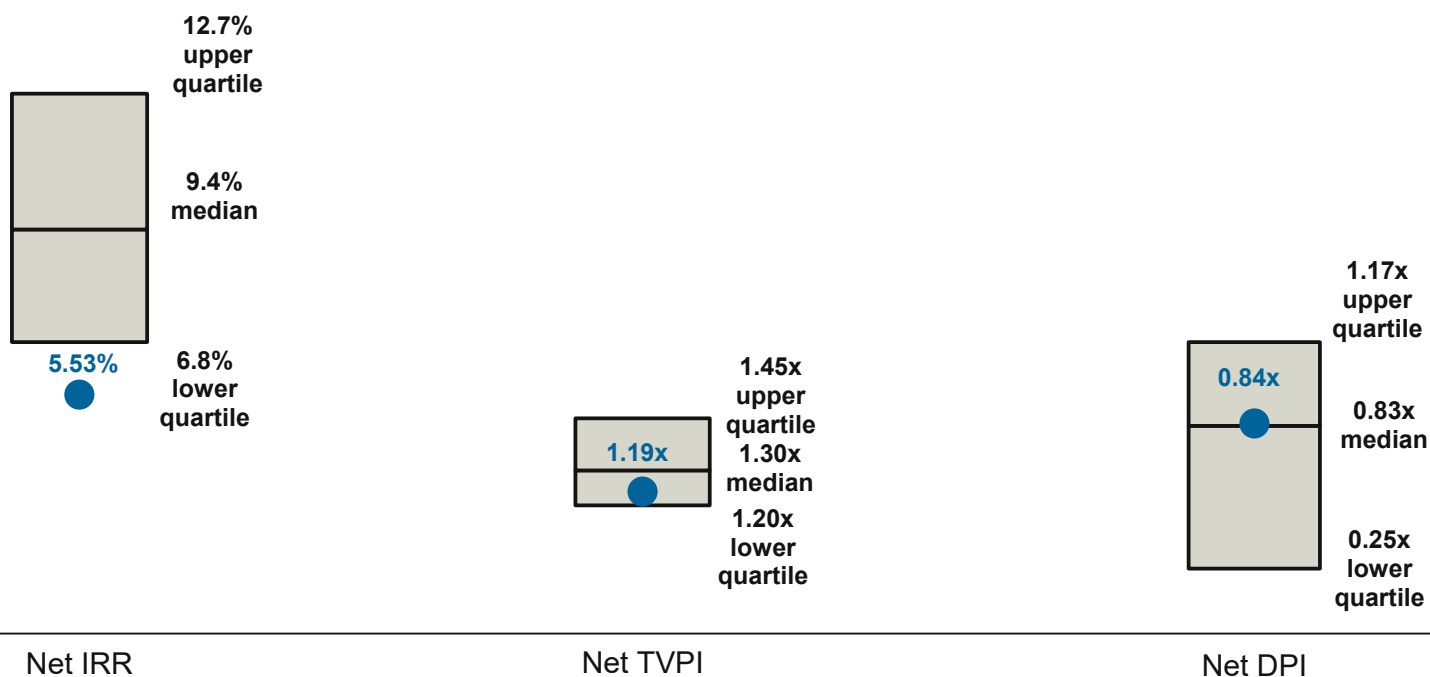 12.7%
upper
quartile
9.4%
median
5.53%
6.8%
lower
quartile
1.45x
upper
quartile
1.19x
1.30x
median
1.20x
lower
quartile
1.17x
upper
quartile
0.84x
0.83x
median
0.25x
lower
quartile
Net IRR
Net TVPI
Net DPI